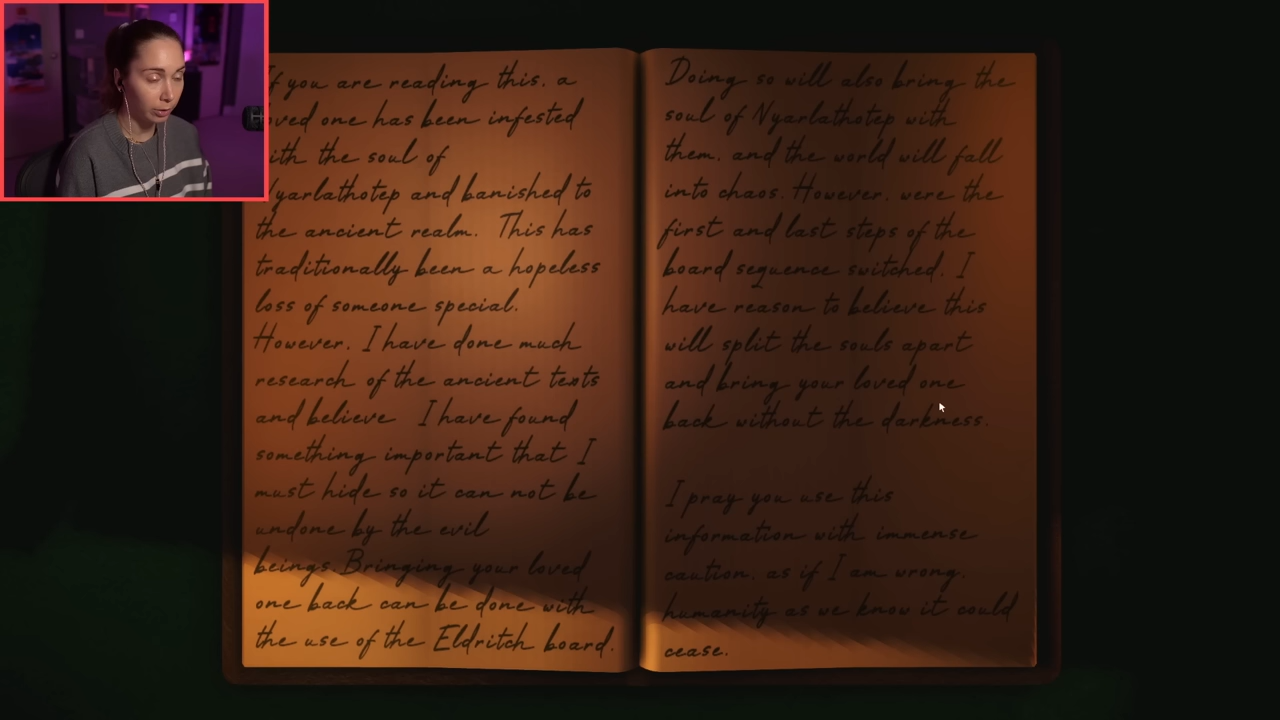 If you are reading this, a
loved one has been infested
with the soul of
Nyarlathotep and banished to
the ancient realm. This has
traditionally been a hopeless
loss of someone special.
However, I have done much
research of the ancient texts
and believe I have found
something important that I
must hide so it can not be
undone by the evil
beings. Bringing your loved
one back can be done with
the use of the Eldritch board.
Doing so will also bring the
soul of Nyarlathotep with
them, and the world will fall
into chaos. However, were the
first and last steps of the
board sequence switched, I
have reason to believe this
will split the souls apart
and bring your loved one
back without the darkness.
I pray you use this
information with immense
caution, as if I am wrong,
humanity as we know it could
cease.